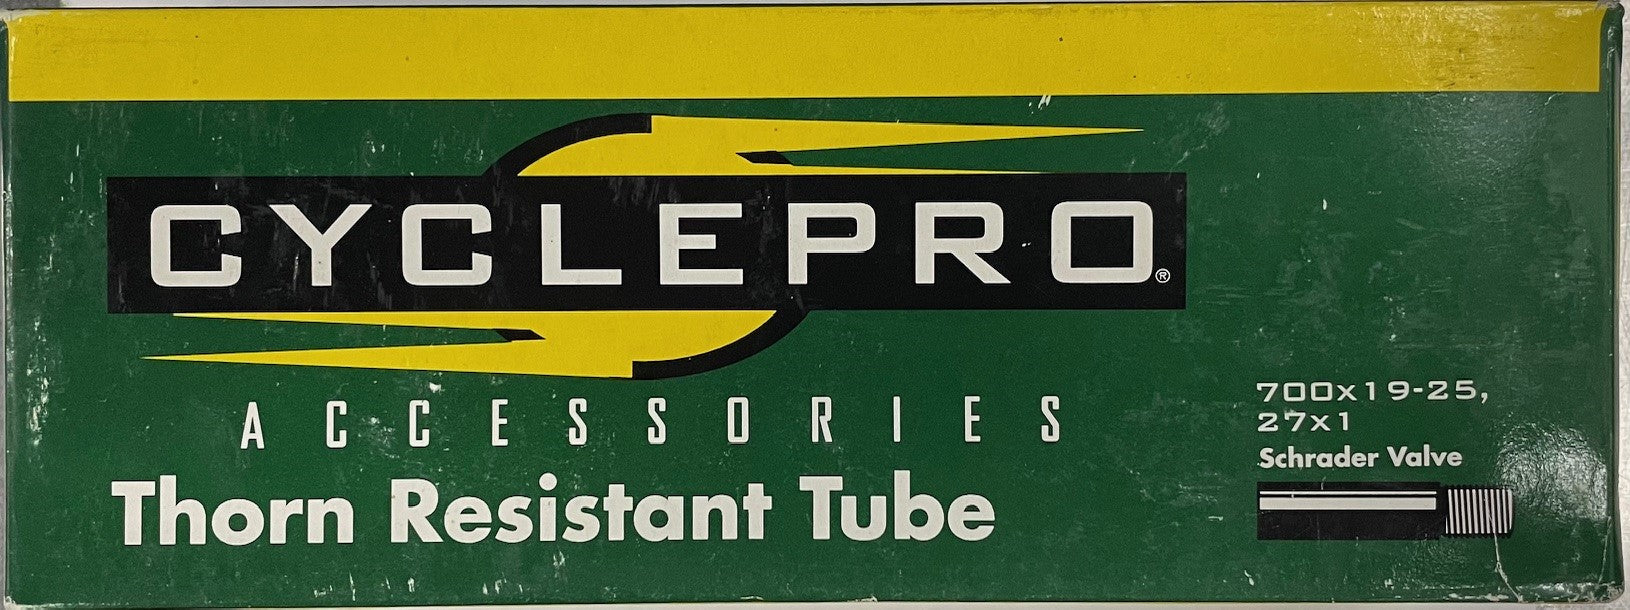 CYCLEPRO®
ACCESSORIES
Thorn Resistant Tube
700x19-25,
27x1
Schrader Valve